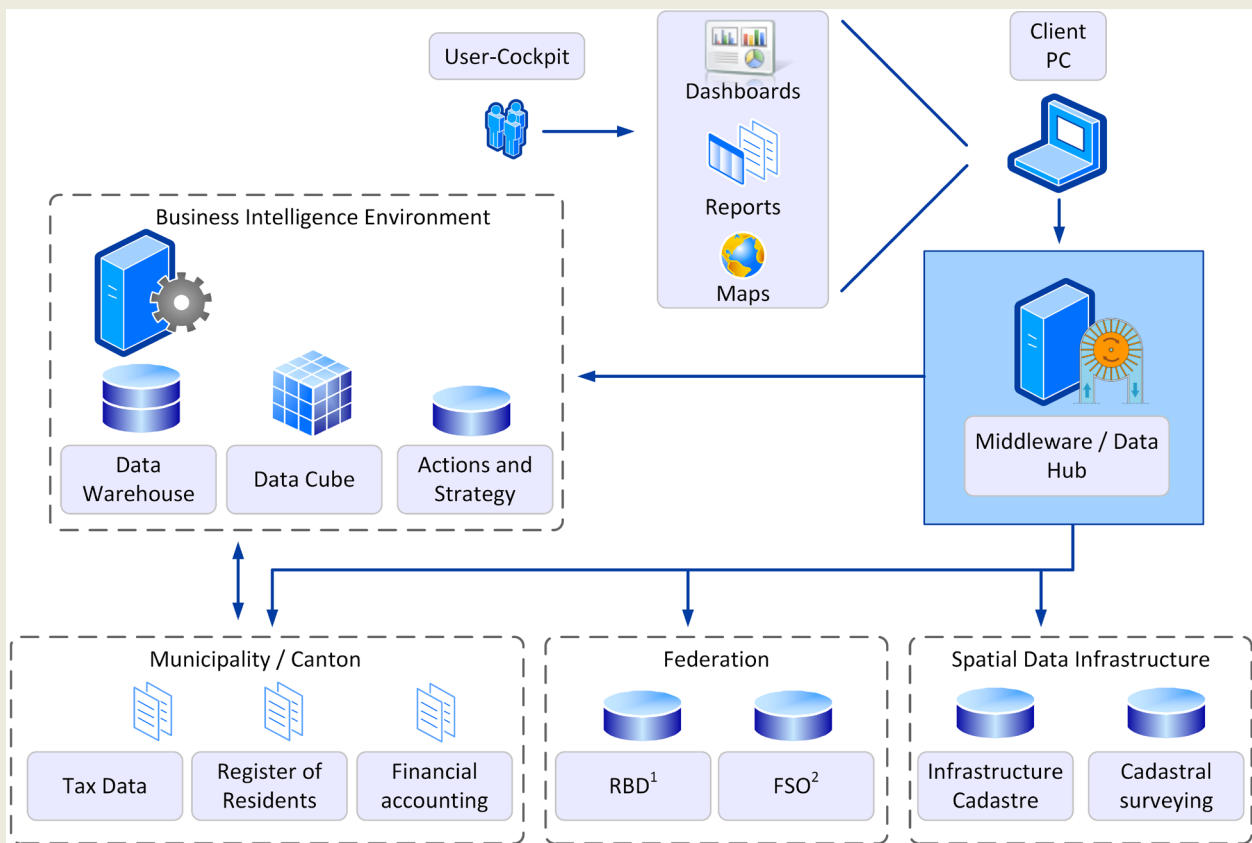 User-Cockpit
Dashboards
Reports
Maps
Client
PC
Business Intelligence Environment
Data
Warehouse
Data Cube
Actions and
Strategy
Middleware / Data
Hub
Municipality / Canton
Tax Data
Register of
Residents
Financial
accounting
Federation
RBD¹
FSO²
Spatial Data Infrastructure
Infrastructure
Cadastre
Cadastral
surveying